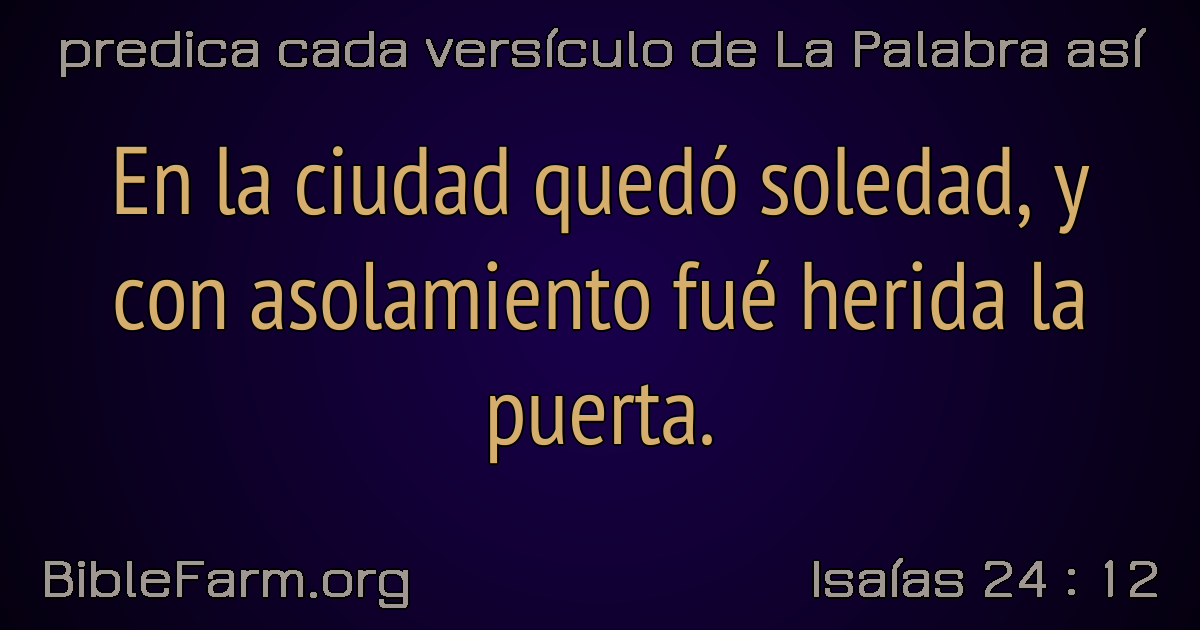 predica cada versículo de La Palabra así
En la ciudad quedó soledad, y
con asolamiento fué herida la
puerta.
BibleFarm.org
Isaías 24 : 12